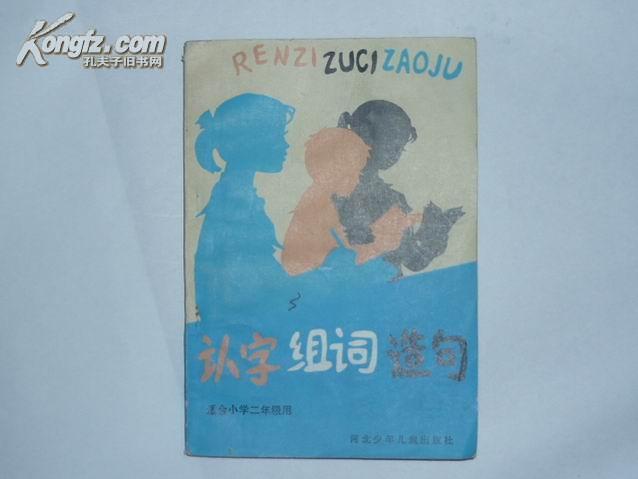 Kongfz.com
孔夫子旧书网
RENZI ZUCI ZAOJU
认字 组词 造句
适合小学二年级用
河北少年儿童出版社